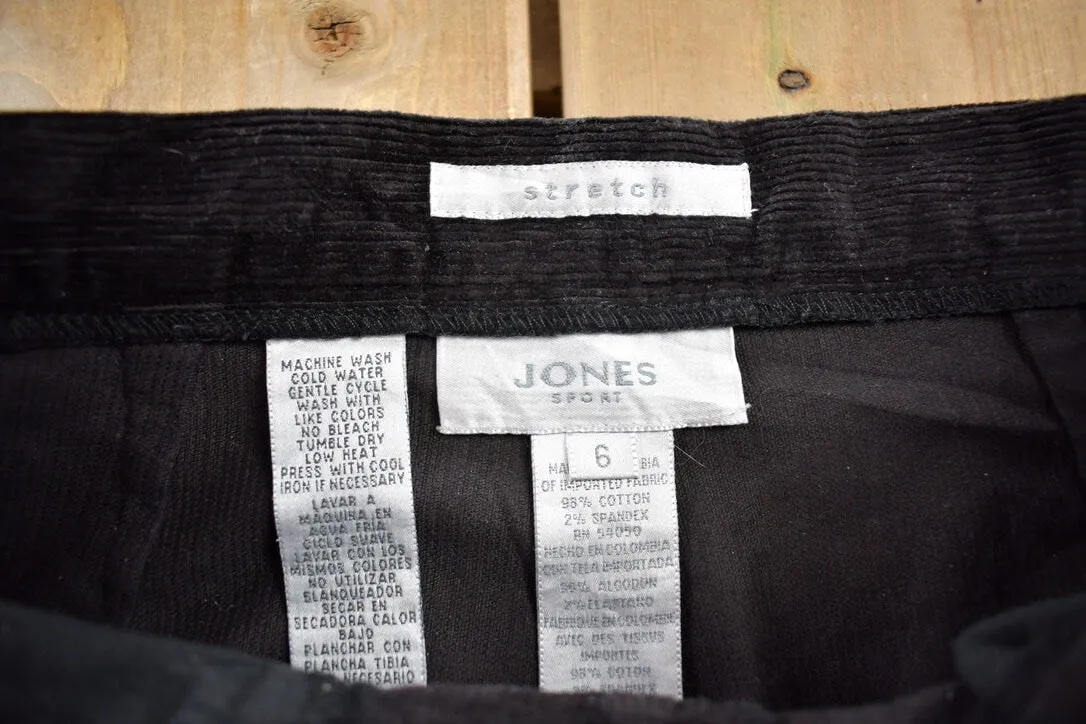 stretch
JONES
SPORT
6
MACHINE WASH
COLD WATER
GENTLE CYCLE
WASH WITH
LIKE COLORS
NO BLEACH
TUMBLE DRY
LOW HEAT
PRESS WITH COOL
IRON IF NECESSARY
LAVAR A
MAQUINA EN
AGUA FRIA
CICLO SUAVE
LAVAR CON LOS
MISMOS COLORES
NO UTILIZAR
BLANQUEADOR
SECAR EN
SECADORA CALOR
BAJO
PLANCHAR CON
PLANCHA TIBIA
NECESARIO
MA BIA
OF IMPORTED FABRIC
98% COTTON
2% SPANDEX
RN 54050
HECHO EN COLOMBIA
CON TELA IMPORTADA
98% ALGODON
2% ELASTANO
FABRIQUE EN COLOMBIE
AVEC DES TISSUS
IMPORTES
98% COTON